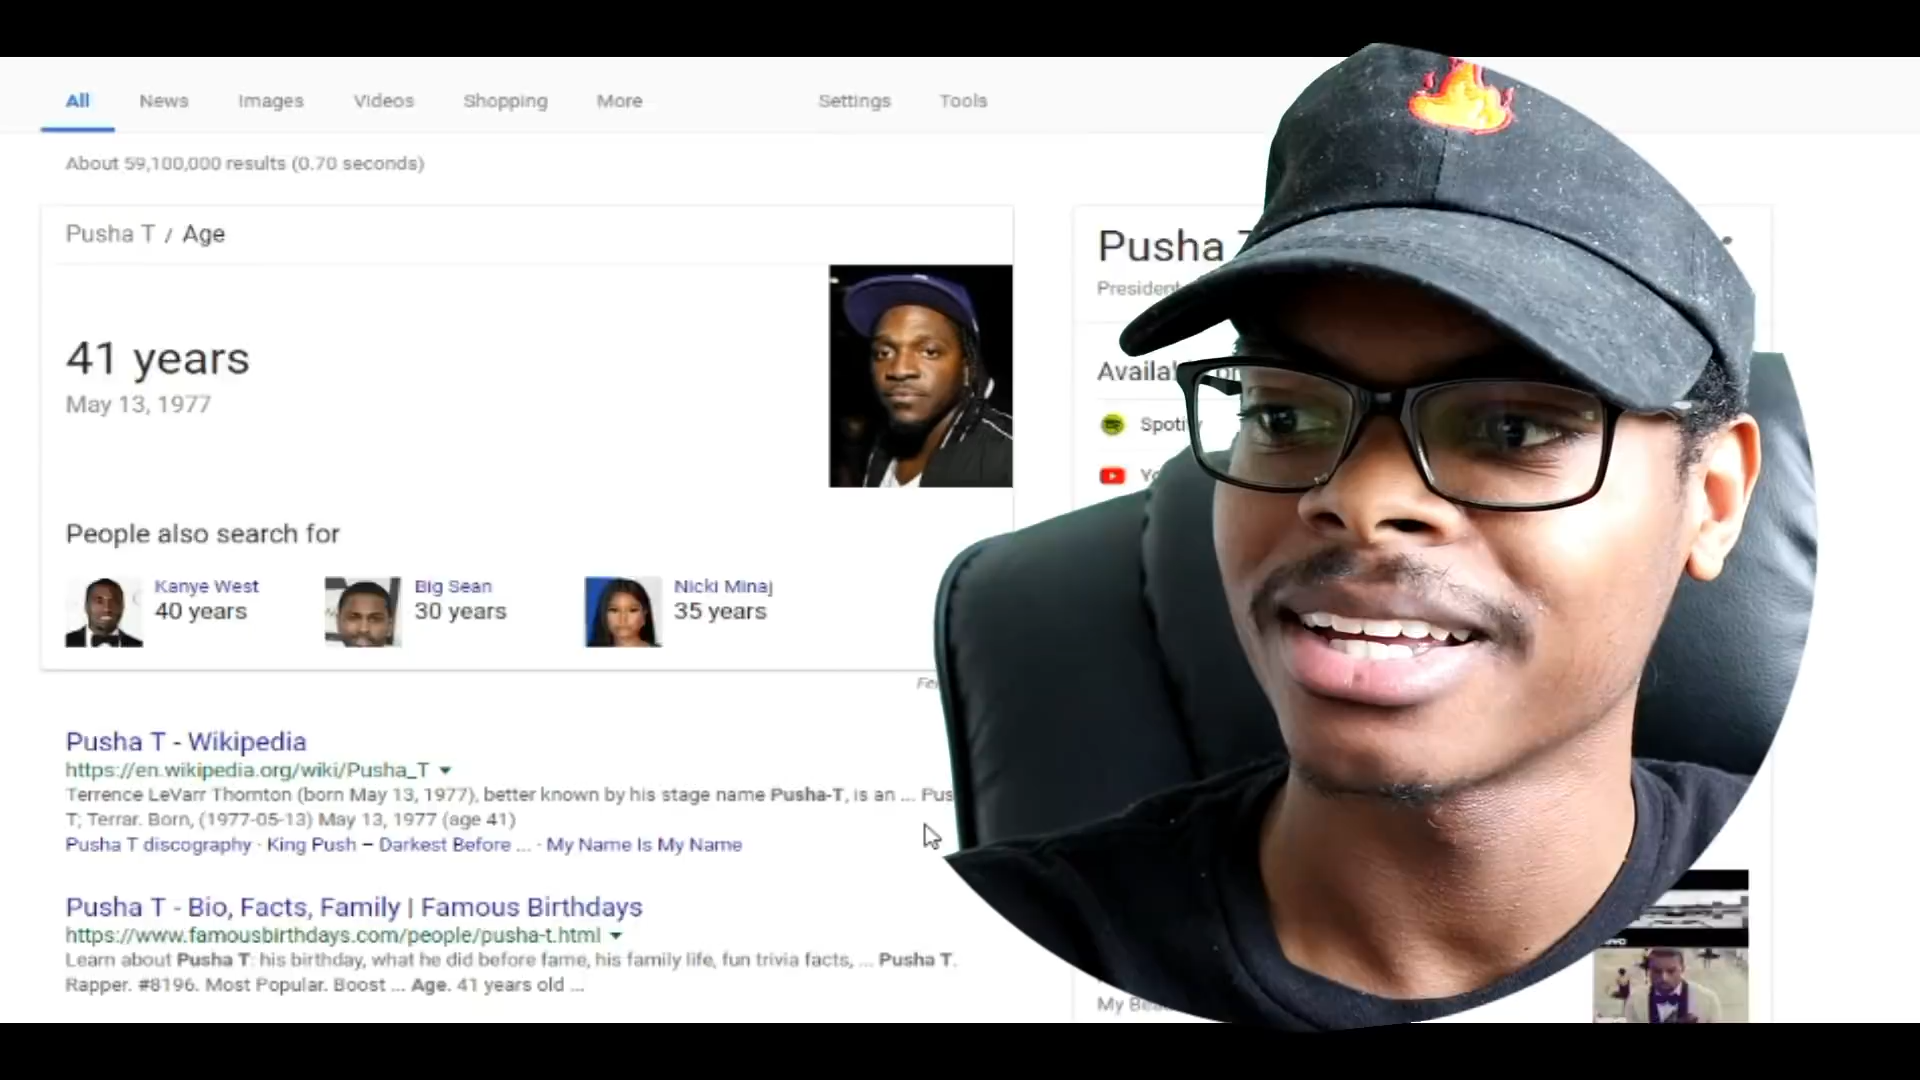 All News Images Videos Shopping More Settings Tools
About 59,100,000 results (0.70 seconds)
Pusha T / Age
41 years
May 13, 1977
People also search for
Kanye West
40 years
Big Sean
30 years
Nicki Minaj
35 years
Pusha T - Wikipedia
https://en.wikipedia.org/wiki/Pusha_T
Terrence LeVarr Thornton (born May 13, 1977), better known by his stage name Pusha-T, is an ... Pus
T; Terrar. Born, (1977-05-13) May 13, 1977 (age 41)
Pusha T discography · King Push – Darkest Before ... · My Name Is My Name
Pusha T - Bio, Facts, Family | Famous Birthdays
https://www.famousbirthdays.com/people/pusha-t.html
Learn about Pusha T: his birthday, what he did before fame, his family life, fun trivia facts, ... Pusha T.
Rapper. #8196. Most Popular. Boost ... Age. 41 years old ...
Pusha
President
My